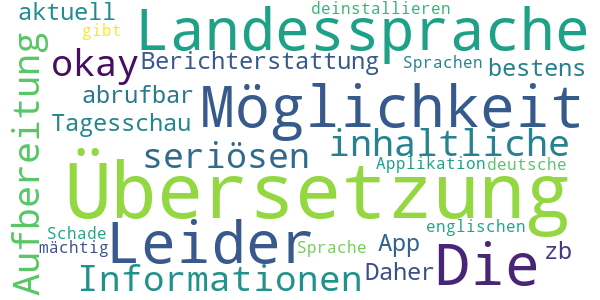 aktuell
deinstallieren
gibt
Landessprache
okay
Berichterstattung
Sprachen
bestens
Aufbereitung
abrufbar
Möglichkeit
Tagesschau
inhaltliche
seriösen
Applikation
deutsche
Übersetzung
Schade
mächtig
Leider
Sprache
App
englischen
Die
zb
Informationen
Daher